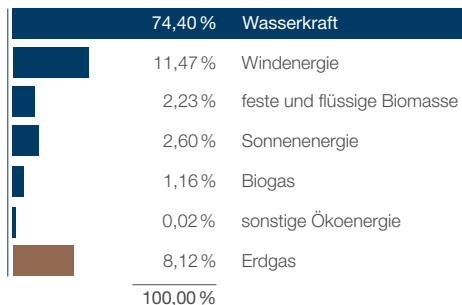 74,40 % Wasserkraft
11,47 % Windenergie
2,23 % feste und flüssige Biomasse
2,60 % Sonnenenergie
1,16 % Biogas
0,02 % sonstige Ökoenergie
8,12 % Erdgas
100,00 %